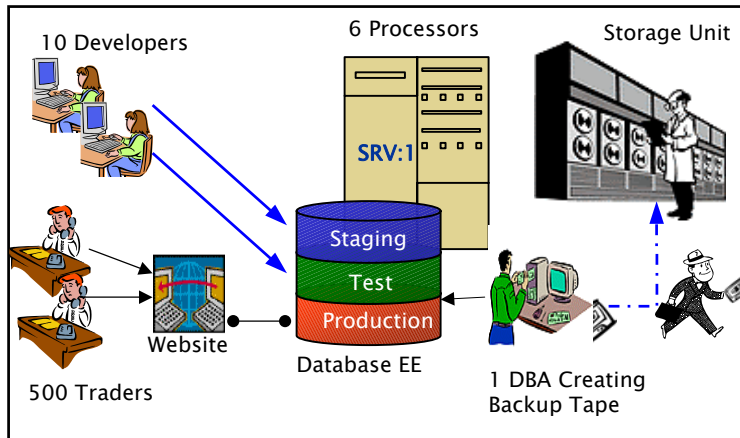 10 Developers
6 Processors
Storage Unit
SRV:1
Staging
Test
Production
Website
Database EE
500 Traders
1 DBA Creating
Backup Tape